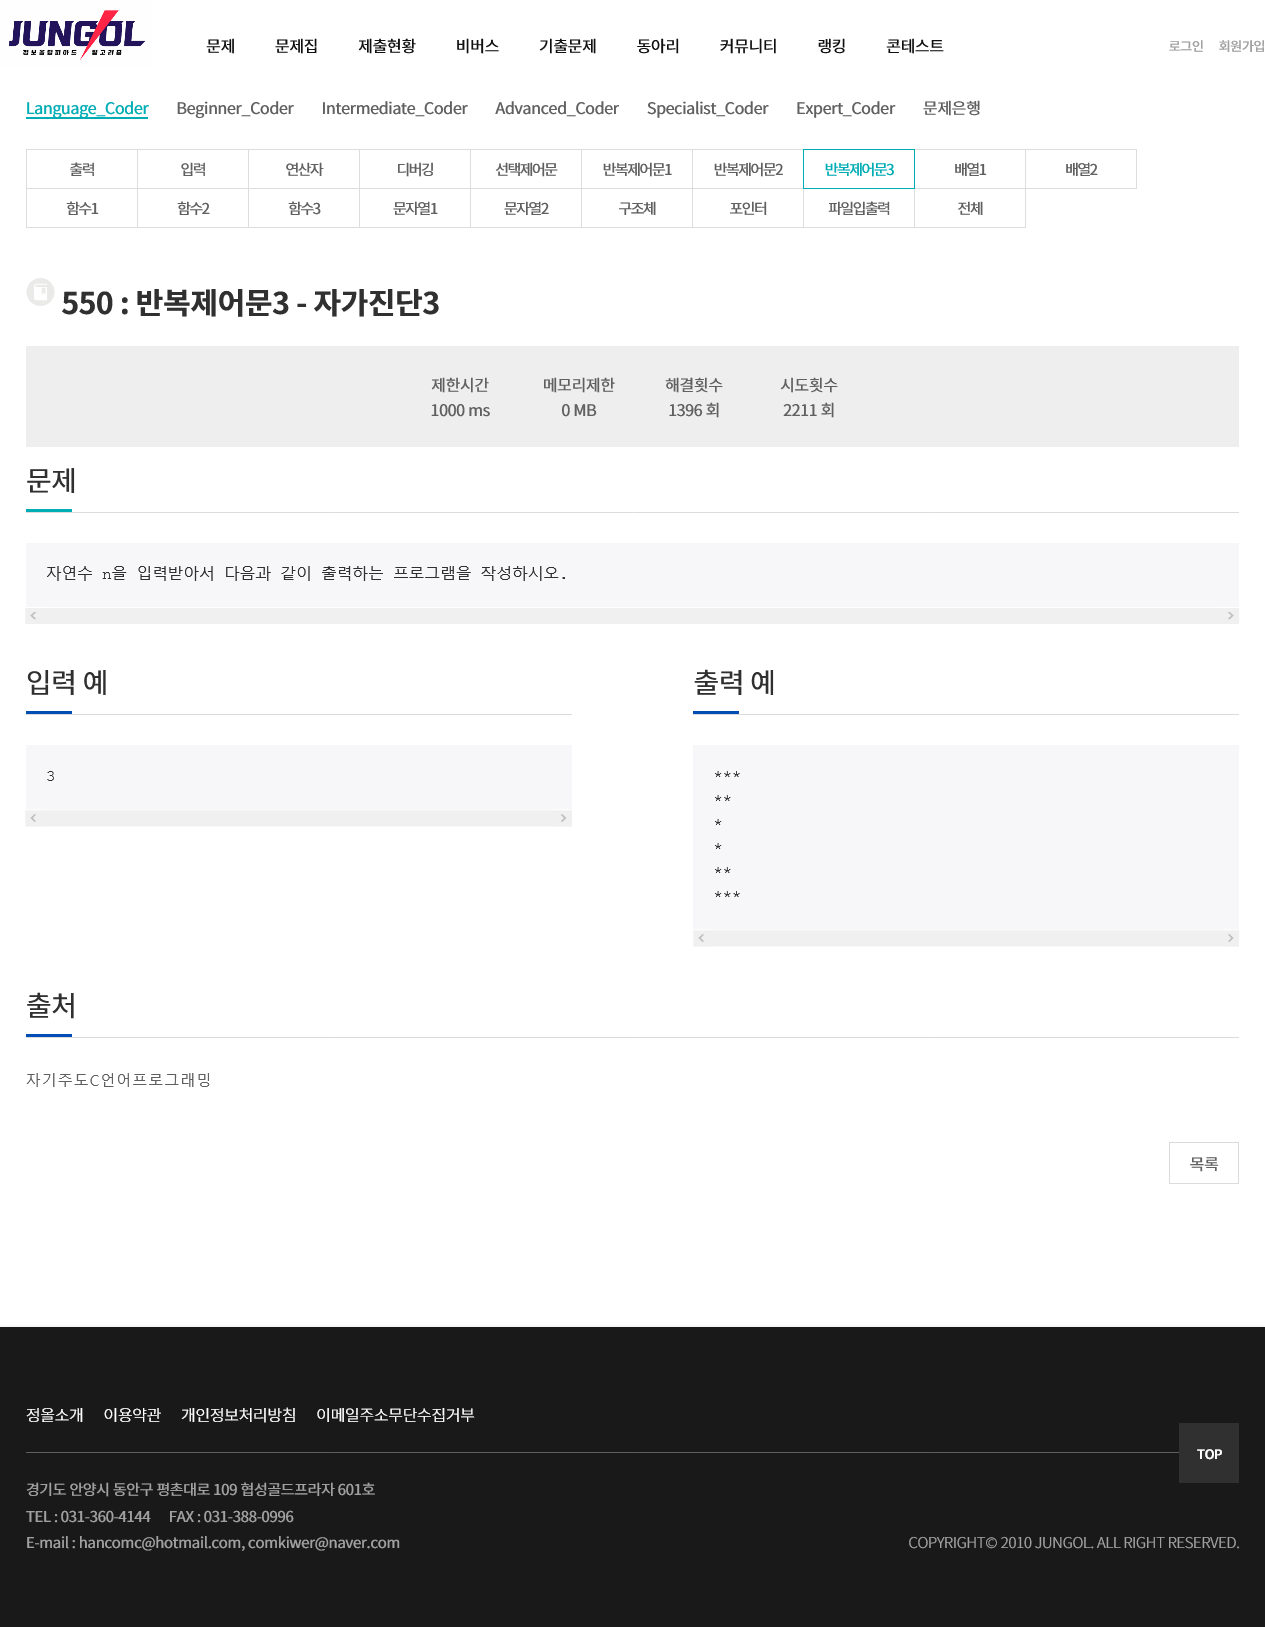 JUNGOL
정보올림피아드 알고리즘
문제 문제집 제출현황 비버스 기출문제 동아리 커뮤니티 랭킹 콘테스트 로그인 회원가입
Language_Coder Beginner_Coder Intermediate_Coder Advanced_Coder Specialist_Coder Expert_Coder 문제은행
출력 입력 연산자 디버깅 선택제어문 반복제어문1 반복제어문2 반복제어문3 배열1 배열2
함수1 함수2 함수3 문자열1 문자열2 구조체 포인터 파일입출력 전체
550 : 반복제어문3 - 자가진단3
제한시간 메모리제한 해결횟수 시도횟수
1000 ms 0 MB 1396 회 2211 회
문제
자연수 n을 입력받아서 다음과 같이 출력하는 프로그램을 작성하시오.
입력 예
3
출력 예
***
**
*
*
**
***
출처
자기주도C언어프로그래밍
목록
정올소개 이용약관 개인정보처리방침 이메일주소무단수집거부
TOP
경기도 안양시 동안구 평촌대로 109 협성골드프라자 601호
TEL : 031-360-4144 FAX : 031-388-0996
E-mail : hancomc@hotmail.com, comkiwer@naver.com
COPYRIGHT© 2010 JUNGOL. ALL RIGHT RESERVED.